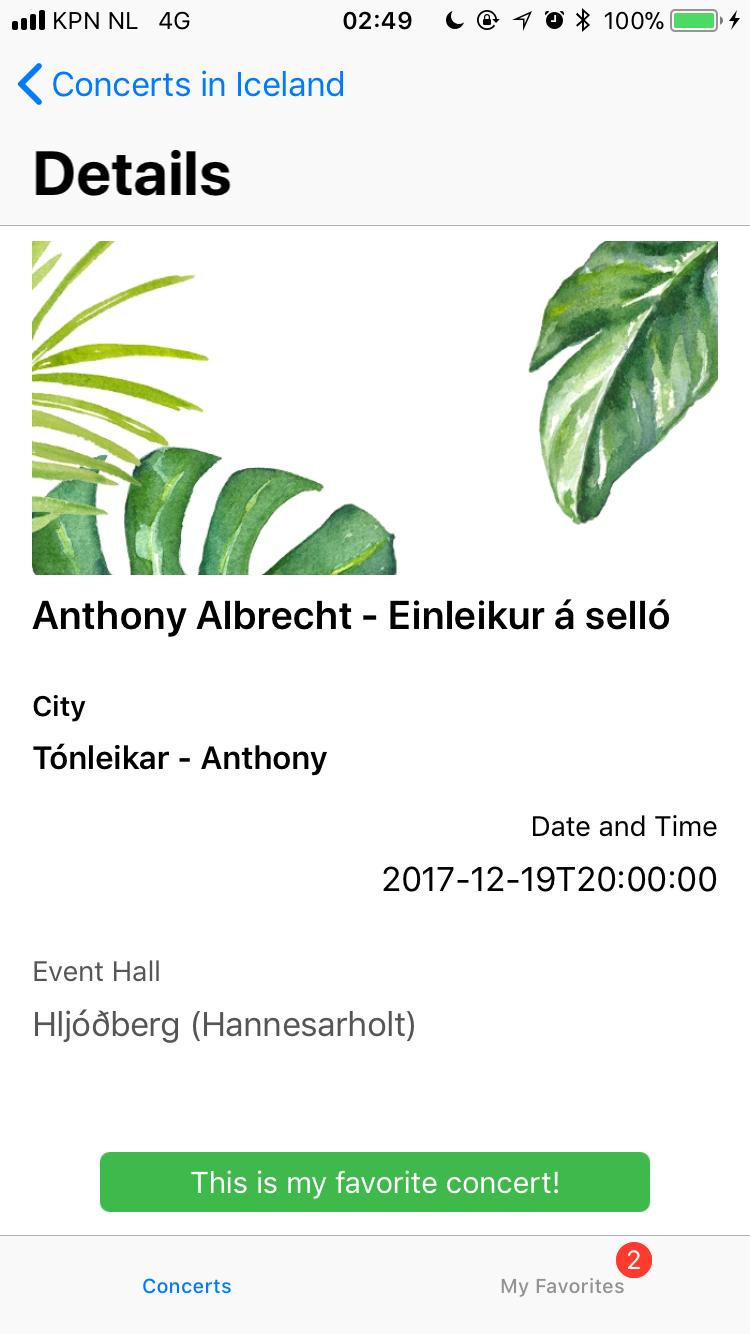 KPN NL 4G 02:49 100%
Concerts in Iceland
Details
Anthony Albrecht - Einleikur á selló
City
Tónleikar - Anthony
Date and Time
2017-12-19T20:00:00
Event Hall
Hljóðberg (Hannesarholt)
This is my favorite concert!
Concerts My Favorites 2